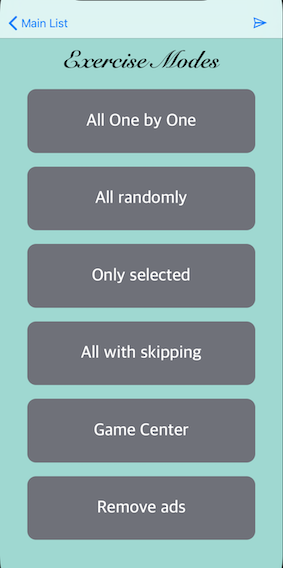 Main List
Exercise Modes
All One by One
All randomly
Only selected
All with skipping
Game Center
Remove ads